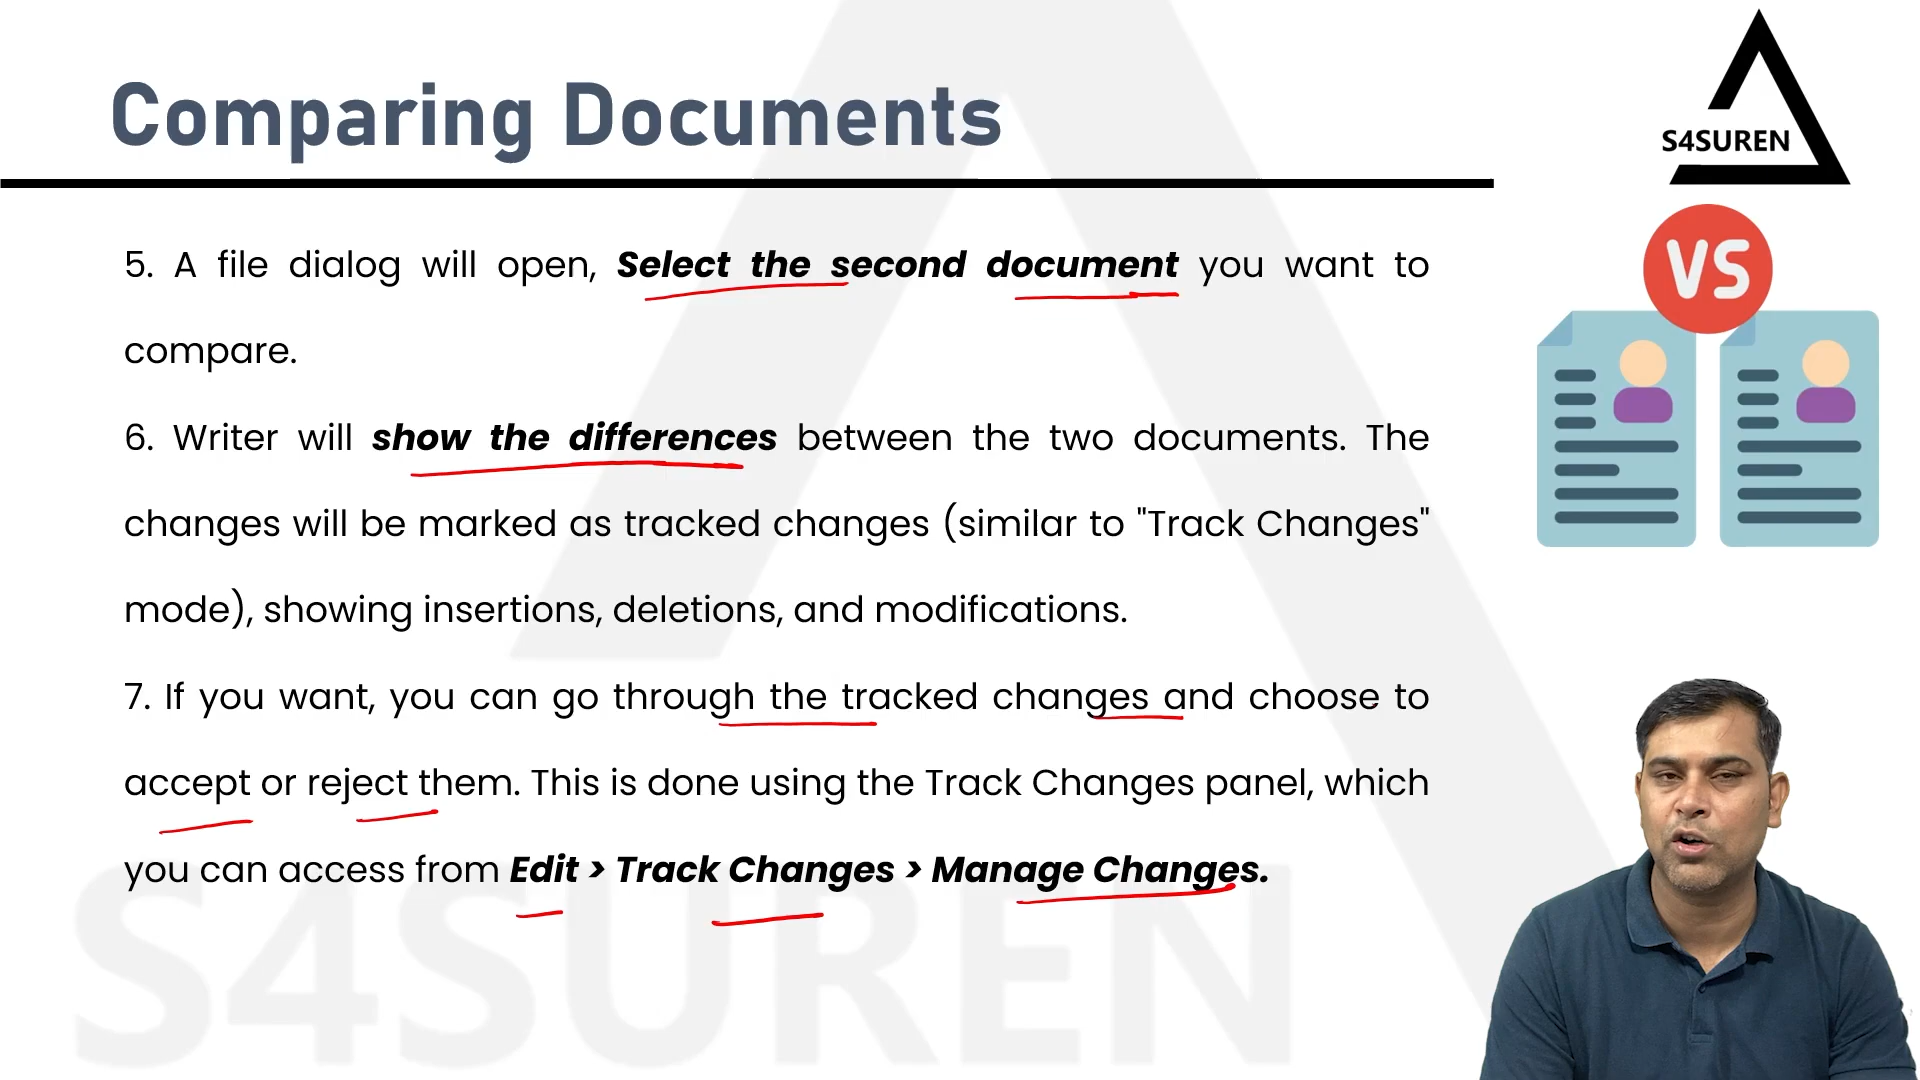 Comparing Documents
S4SUREN
VS
5. A file dialog will open, Select the second document you want to
compare.
6. Writer will show the differences between the two documents. The
changes will be marked as tracked changes (similar to "Track Changes"
mode), showing insertions, deletions, and modifications.
7. If you want, you can go through the tracked changes and choose to
accept or reject them. This is done using the Track Changes panel, which
you can access from Edit > Track Changes > Manage Changes.
S4SUREN